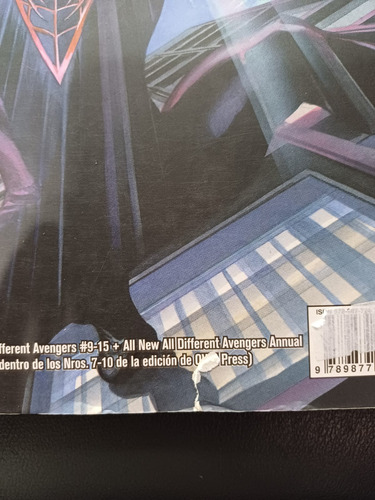 ISB
fferent Avengers #9-15 + All New All Different Avengers Annual
dentro de los Nros. 7-10 de la edición de Press)
9 789877